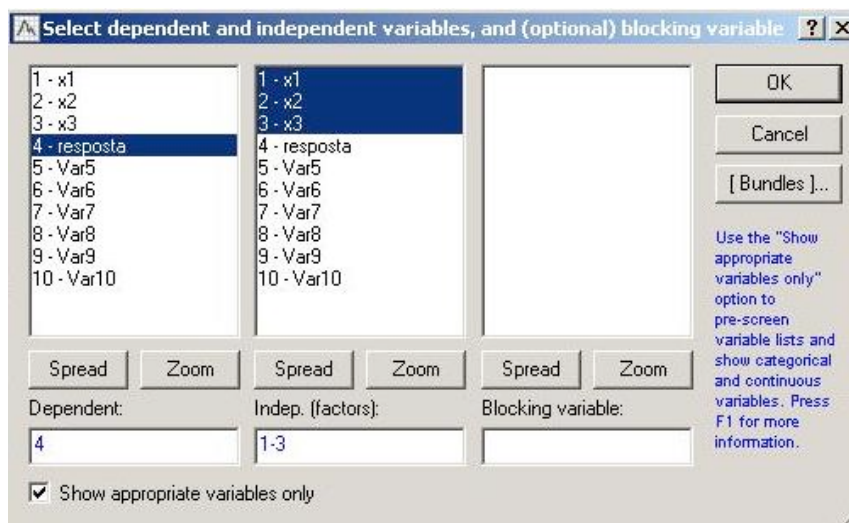 Select dependent and independent variables, and (optional) blocking variable
1 - x1
2 - x2
3 - x3
4 - resposta
5 - Var5
6 - Var6
7 - Var7
8 - Var8
9 - Var9
10 - Var10
Spread Zoom
Dependent:
4
1 - x1
2 - x2
3 - x3
4 - resposta
5 - Var5
6 - Var6
7 - Var7
8 - Var8
9 - Var9
10 - Var10
Spread Zoom
Indep. (factors):
1-3
Spread Zoom
Blocking variable:
Show appropriate variables only
OK
Cancel
[ Bundles ]...
Use the "Show
appropriate
variables only"
option to
pre-screen
variable lists and
show categorical
and continuous
variables. Press
F1 for more
information.